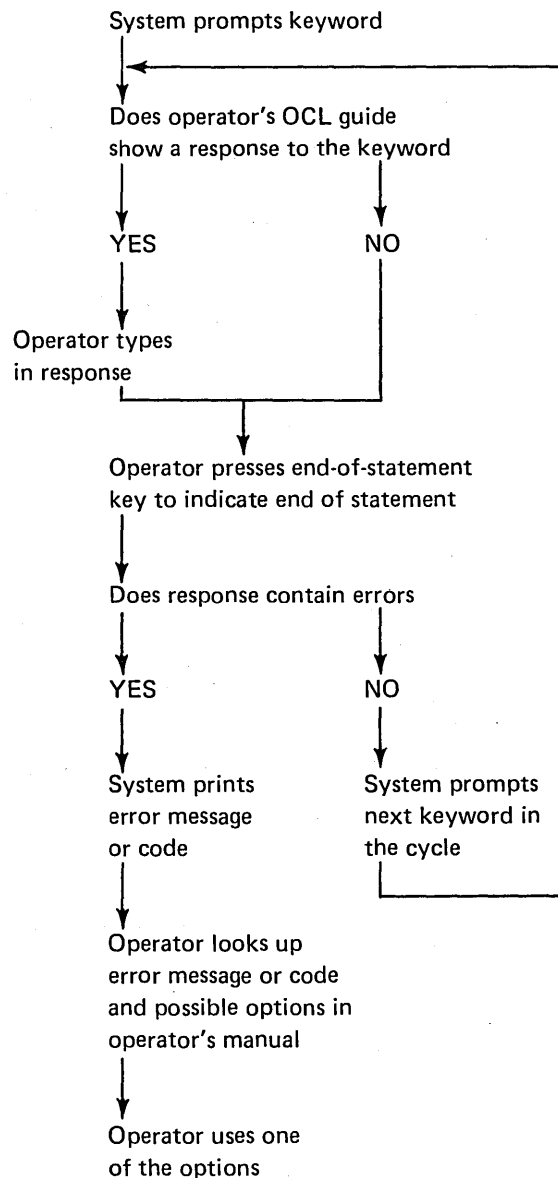 System prompts keyword
Does operator's OCL guide
show a response to the keyword
YES
NO
Operator types
in response
Operator presses end-of-statement
key to indicate end of statement
Does response contain errors
YES
NO
System prints
error message
or code
System prompts
next keyword in
the cycle
Operator looks up
error message or code
and possible options in
operator's manual
Operator uses one
of the options